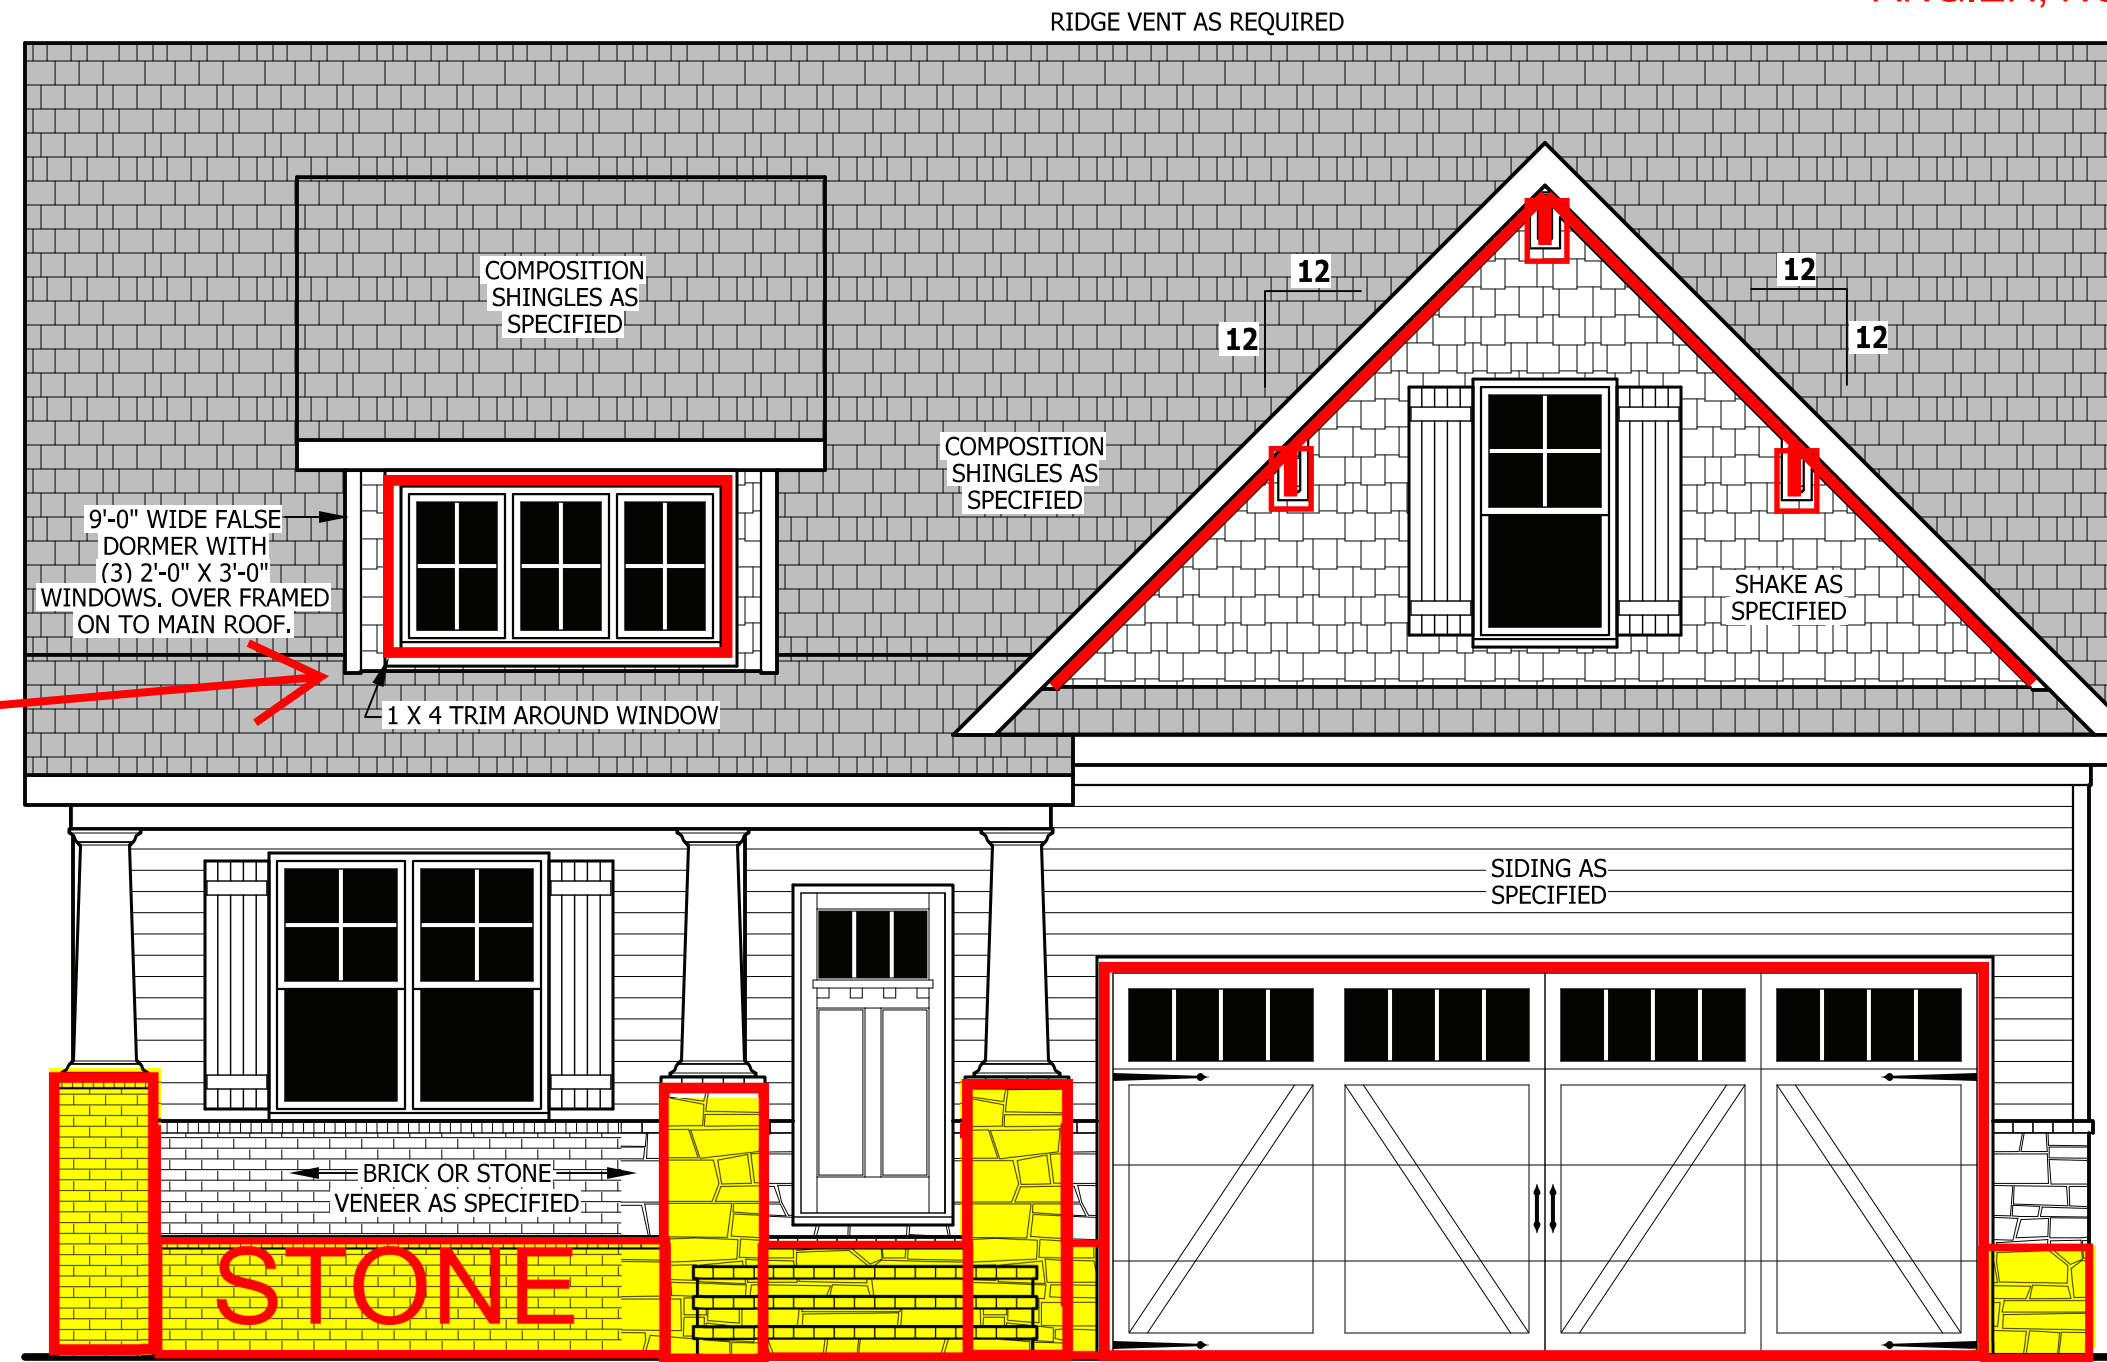 RIDGE VENT AS REQUIRED
COMPOSITION
SHINGLES AS
SPECIFIED
12
12
12
12
COMPOSITION
SHINGLES AS
SPECIFIED
9'-0" WIDE FALSE
DORMER WITH
(3) 2'-0" X 3'-0"
WINDOWS. OVER FRAMED
ON TO MAIN ROOF.
SHAKE AS
SPECIFIED
1 X 4 TRIM AROUND WINDOW
SIDING AS
SPECIFIED
BRICK OR STONE
VENEER AS SPECIFIED
STONE